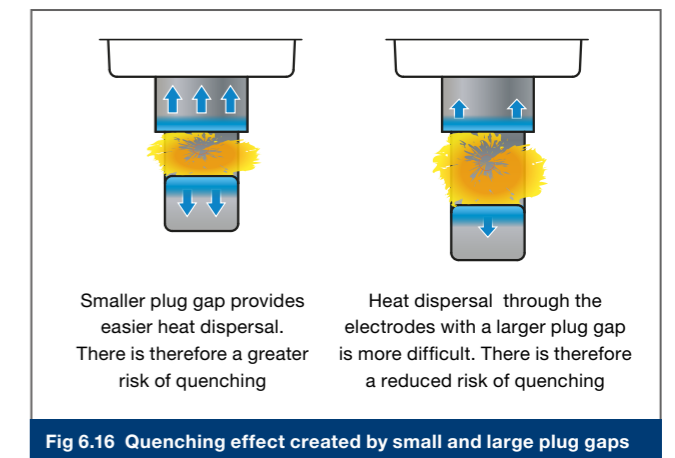 Smaller plug gap provides
easier heat dispersal.
There is therefore a greater
risk of quenching
Heat dispersal through the
electrodes with a larger plug gap
is more difficult. There is therefore
a reduced risk of quenching
Fig 6.16 Quenching effect created by small and large plug gaps